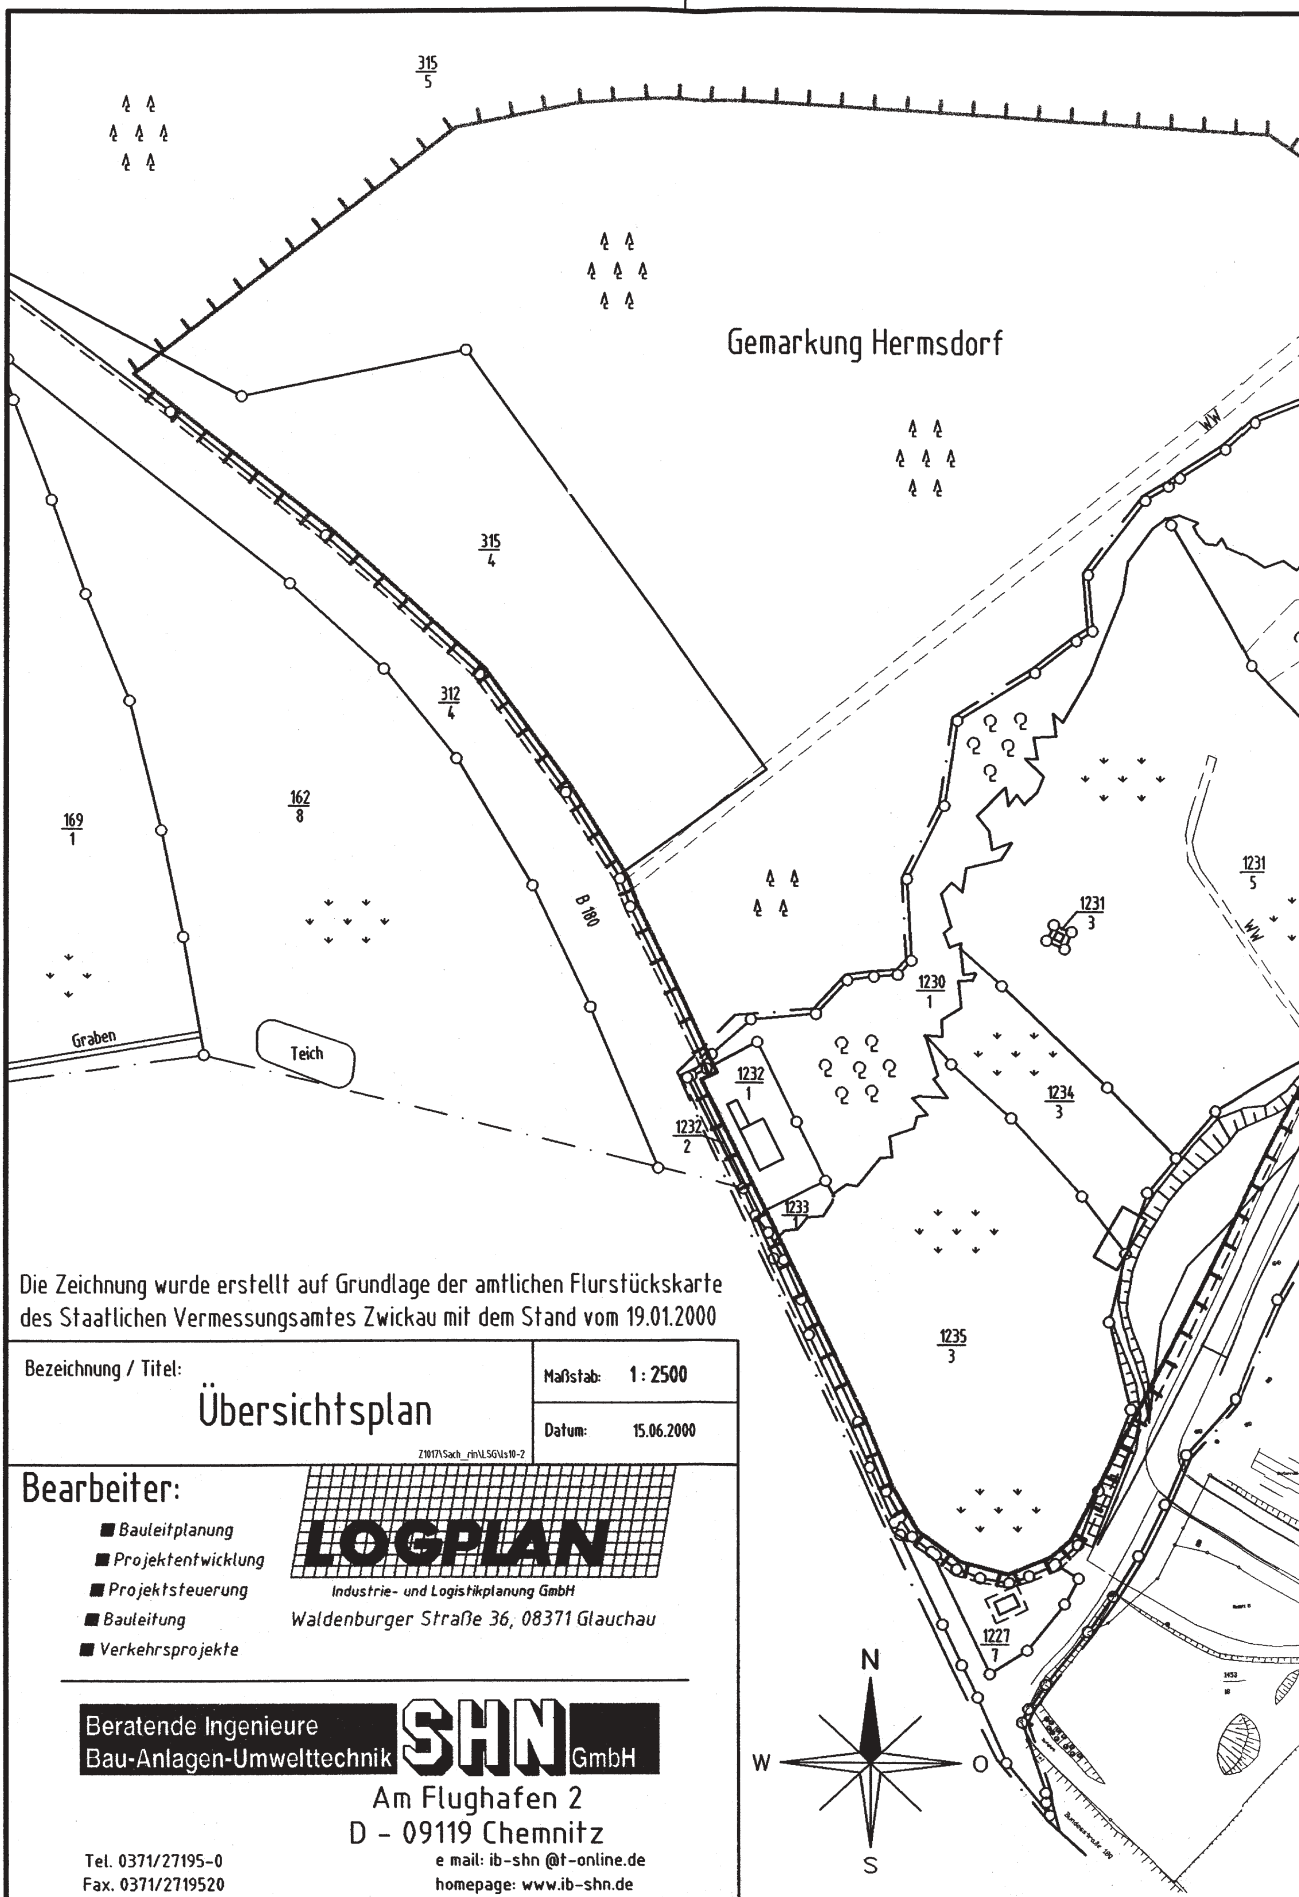 315
5
Gemarkung Hermsdorf
WW
315
4
312
4
162
8
169
1
B 180
1231
5
1231
3
WW
1230
1
Graben
Teich
1232
1
1234
3
1232
2
1233
1
1235
3
Die Zeichnung wurde erstellt auf Grundlage der amtlichen Flurstückskarte
des Staatlichen Vermessungsamtes Zwickau mit dem Stand vom 19.01.2000
Bezeichnung / Titel:
Übersichtsplan
Maßstab: 1 : 2500
Datum: 15.06.2000
Bearbeiter:
Bauleitplanung
Projektentwicklung
Projektsteuerung
Bauleitung
Verkehrsprojekte
LOGPLAN
Industrie- und Logistikplanung GmbH
Waldenburger Straße 36, 08371 Glauchau
1227
7
1453
18
Beratende Ingenieure
Bau-Anlagen-Umwelttechnik
SHN
GmbH
Am Flughafen 2
D - 09119 Chemnitz
Tel. 0371/27195-0
Fax. 0371/2719520
e mail: ib-shn @t-online.de
homepage: www.ib-shn.de
N
W
O
S
Bundesstraße 180